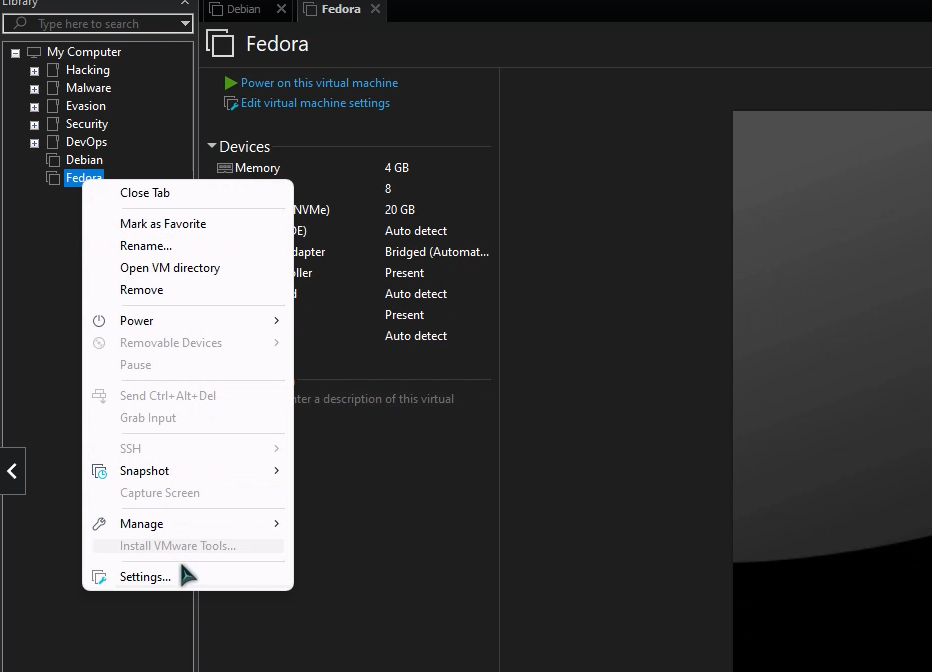 Library
Type here to search
My Computer
Hacking
Malware
Evasion
Security
DevOps
Debian
Fedora
Debian
Fedora
Fedora
Power on this virtual machine
Edit virtual machine settings
Devices
Memory 4 GB
8
NVMe) 20 GB
DE) Auto detect
dapter Bridged (Automat...
oller Present
d Auto detect
Present
Auto detect
nter a description of this virtual
Close Tab
Mark as Favorite
Rename...
Open VM directory
Remove
Power
Removable Devices
Pause
Send Ctrl+Alt+Del
Grab Input
SSH
Snapshot
Capture Screen
Manage
Install VMware Tools...
Settings...